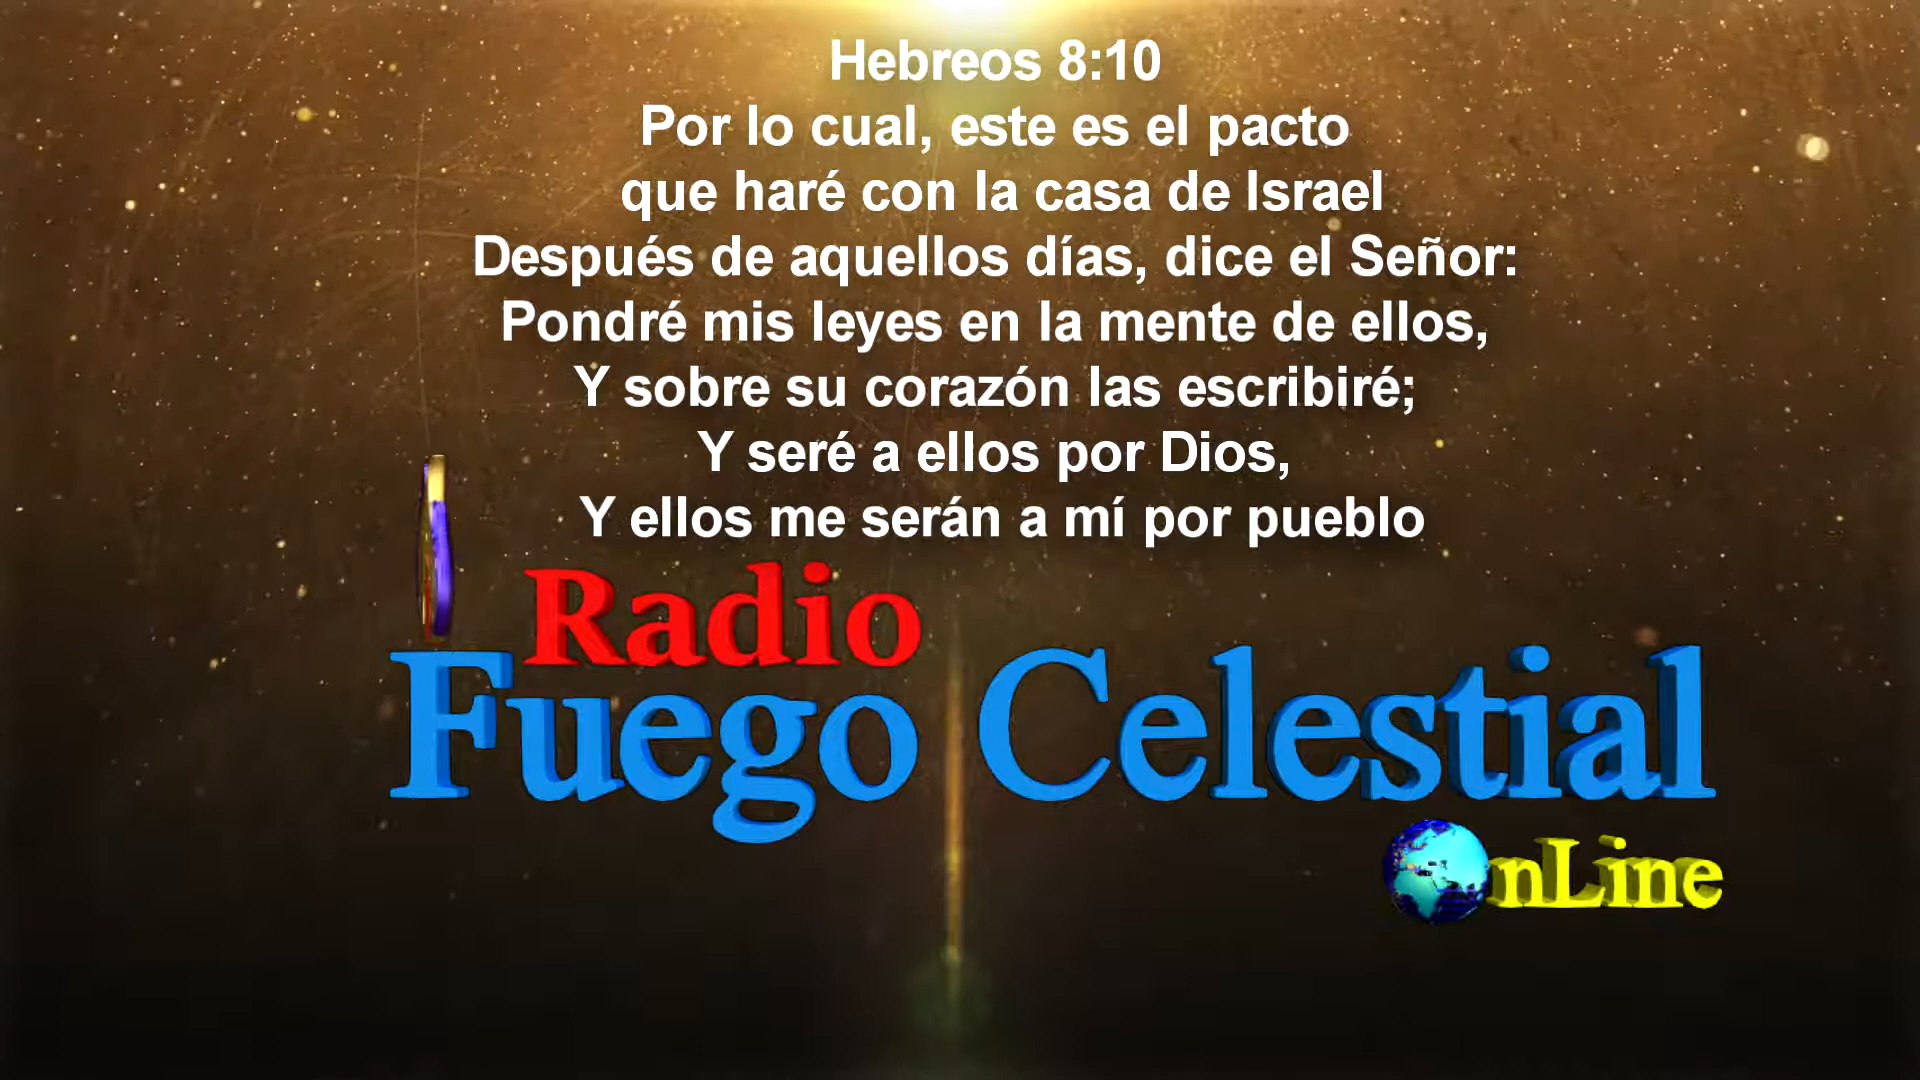 Hebreos 8:10
Por lo cual, este es el pacto
que haré con la casa de Israel
Después de aquellos días, dice el Señor:
Pondré mis leyes en la mente de ellos,
Y sobre su corazón las escribiré;
Y seré a ellos por Dios,
Y ellos me serán a mí por pueblo
Radio
Fuego Celestial
OnLine